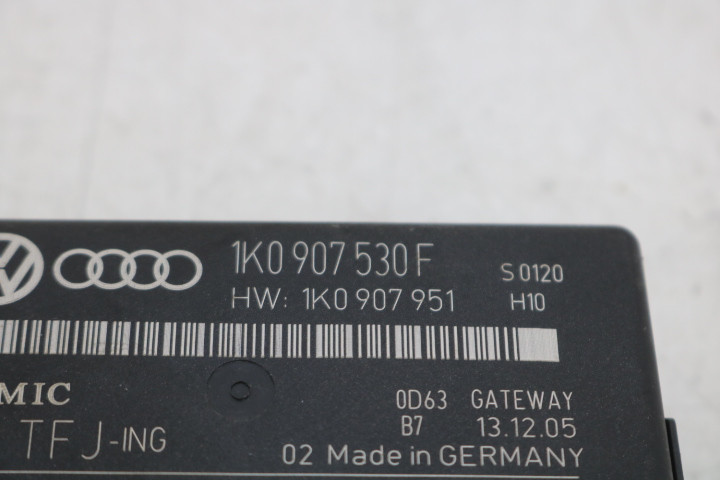 1K0 907 530 F
S 0120
HW: 1K0 907 951 H10
MIC
0D63 GATEWAY
TFJ-ING
B7 13.12.05
02 Made in GERMANY